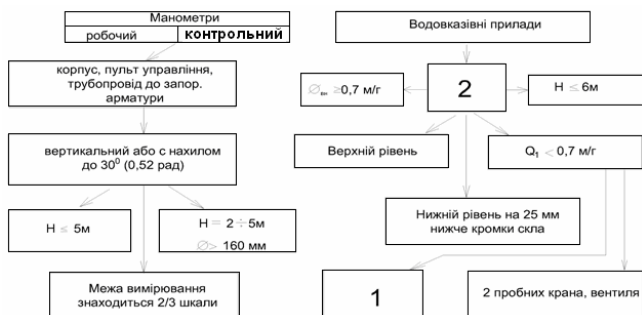 Манометри
робочий
контрольный
корпус, пульт управління,
трубопровід до запор.
арматури
вертикальний або с нахилом
до 30⁰ (0,52 рад)
H ≤ 5м
H = 2 ÷ 5м
∅> 160 мм
Межа вимірювання
знаходиться 2/3 шкали
Водовказівні прилади
≥0,7 м/г
2
H ≤ 6м
Верхній рівень
Q₁ < 0,7 м/г
Нижній рівень на 25 мм
нижче кромки скла
1
2 пробних крана, вентиля